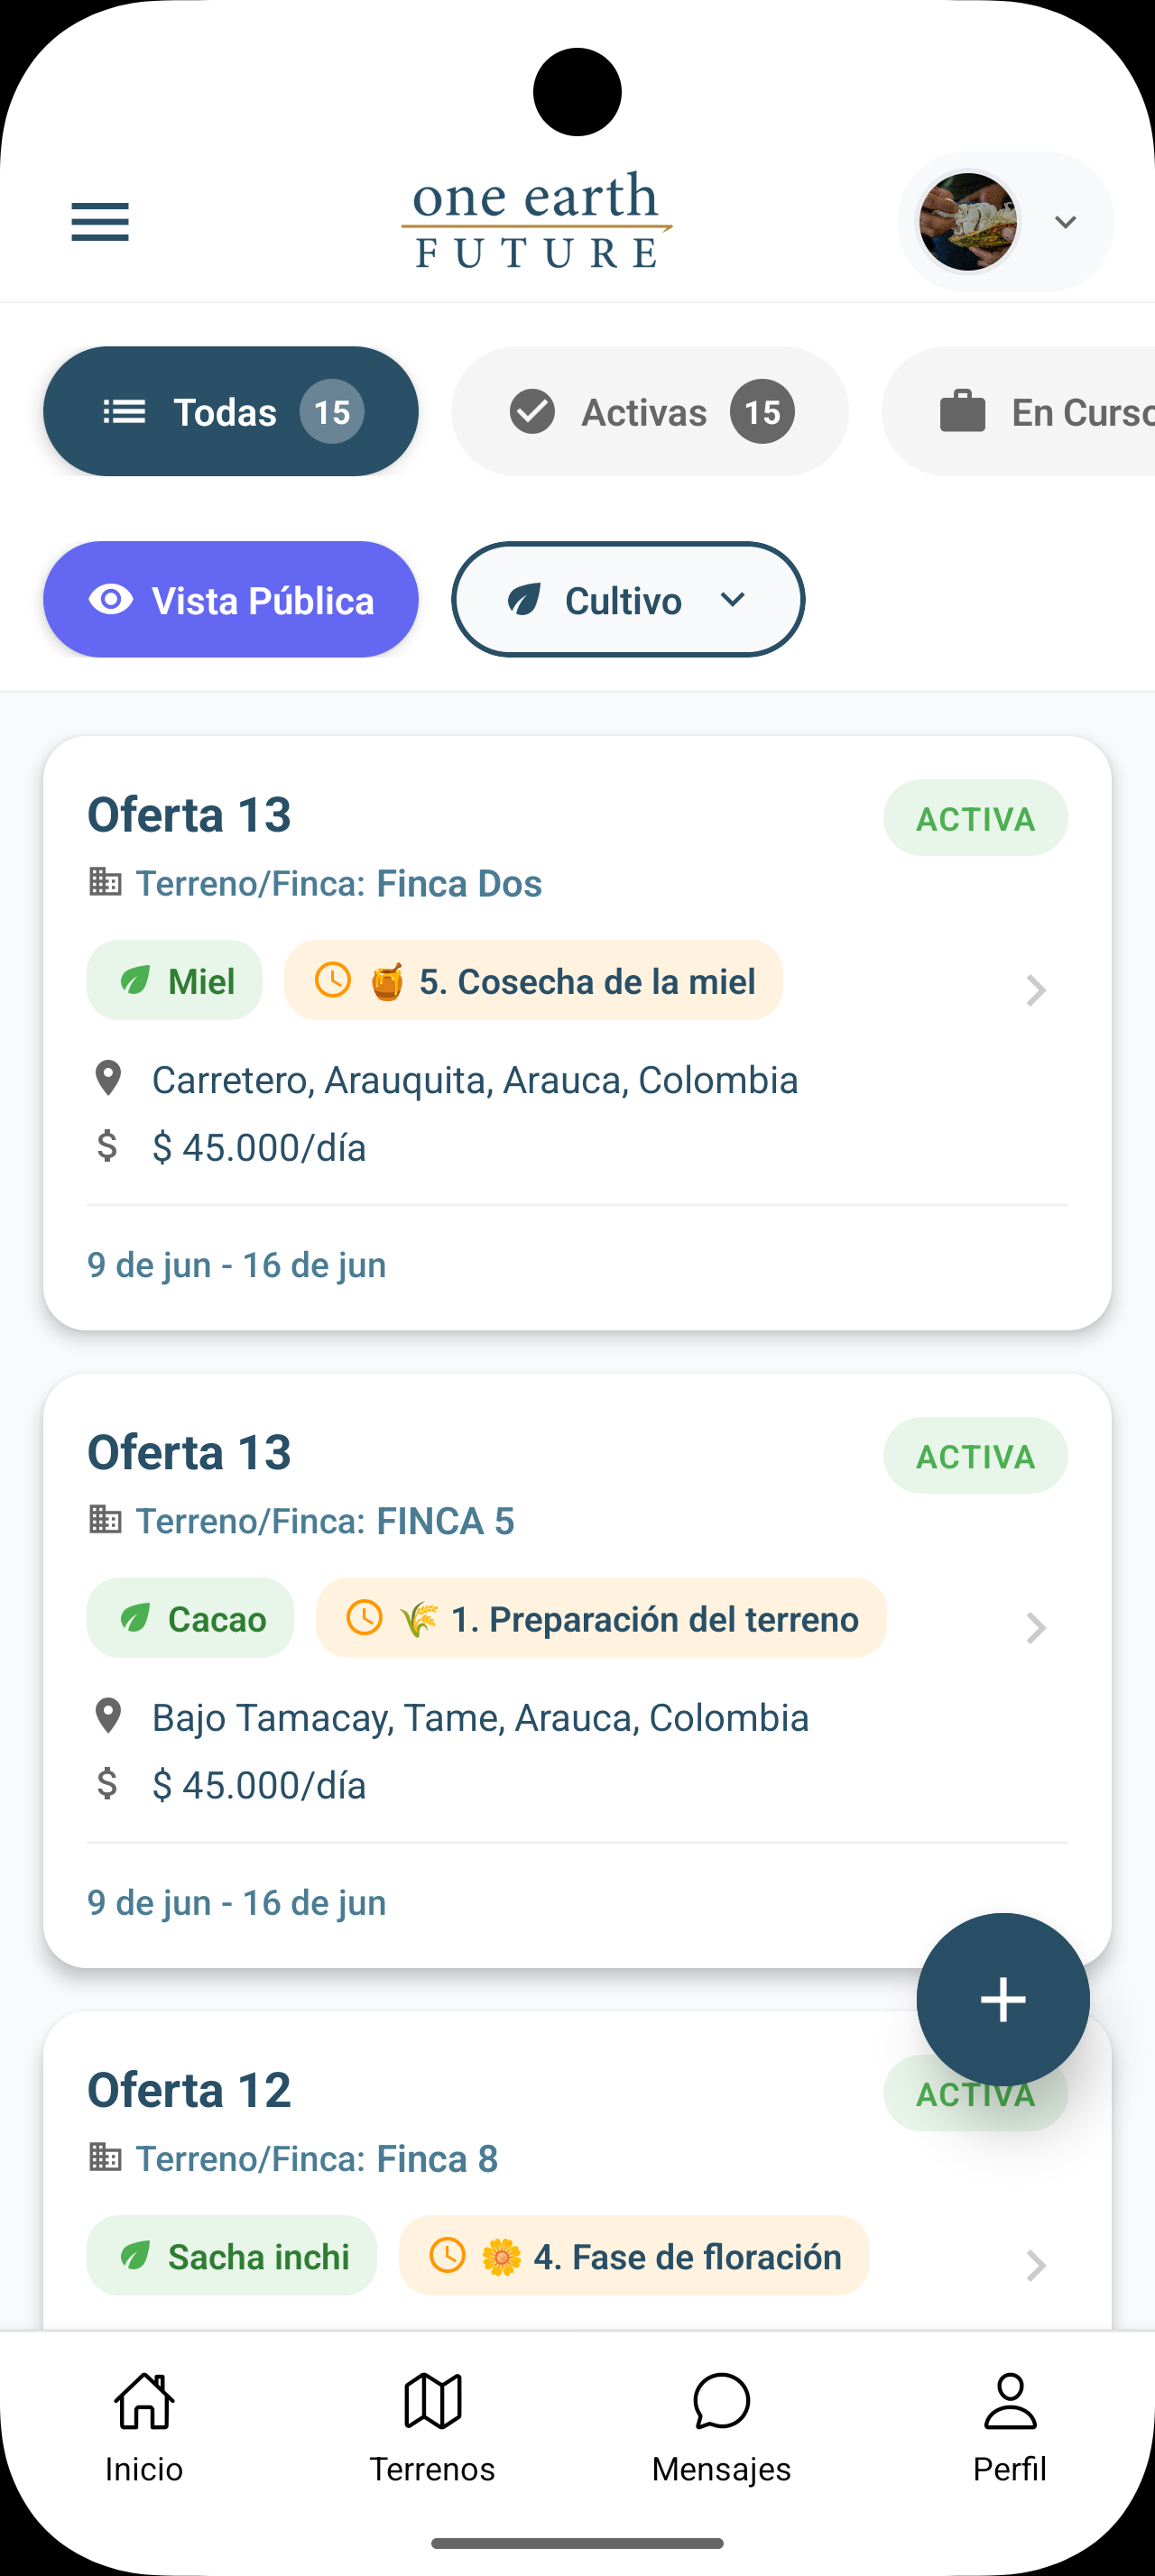 one earth
FUTURE
Todas 15
Activas 15
En Curso
Vista Pública
Cultivo
Oferta 13
ACTIVA
Terreno/Finca: Finca Dos
Miel
5. Cosecha de la miel
Carretero, Arauquita, Arauca, Colombia
$ $ 45.000/día
9 de jun - 16 de jun
Oferta 13
ACTIVA
Terreno/Finca: FINCA 5
Cacao
1. Preparación del terreno
Bajo Tamacay, Tame, Arauca, Colombia
$ $ 45.000/día
9 de jun - 16 de jun
Oferta 12
ACTIVA
Terreno/Finca: Finca 8
Sacha inchi
4. Fase de floración
Inicio
Terrenos
Mensajes
Perfil